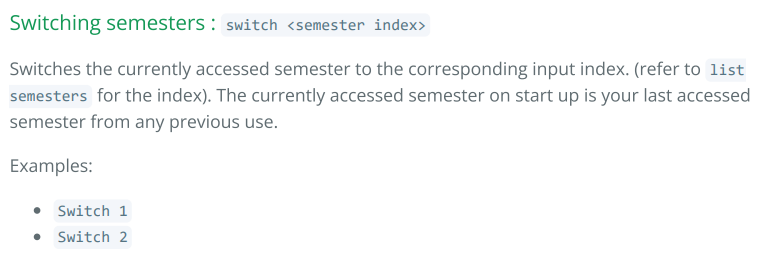 Switching semesters : switch <semester index>
Switches the currently accessed semester to the corresponding input index. (refer to list
semesters for the index). The currently accessed semester on start up is your last accessed
semester from any previous use.
Examples:
Switch 1
Switch 2